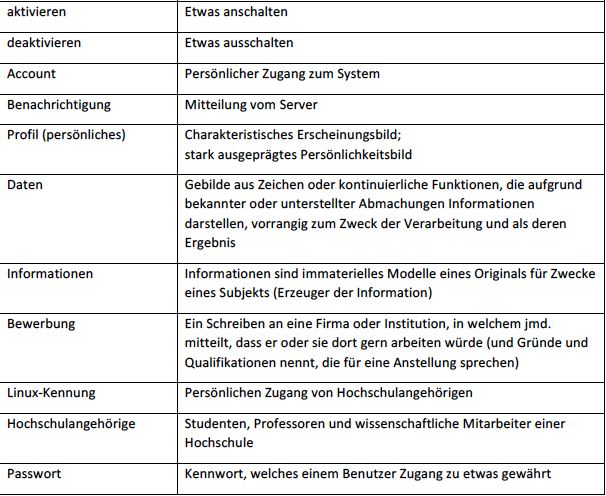 aktivieren Etwas anschalten
deaktivieren Etwas ausschalten
Account Persönlicher Zugang zum System
Benachrichtigung Mitteilung vom Server
Profil (persönliches) Charakteristisches Erscheinungsbild;
stark ausgeprägtes Persönlichkeitsbild
Daten Gebilde aus Zeichen oder kontinuierliche Funktionen, die aufgrund
bekannter oder unterstellter Abmachungen Informationen
darstellen, vorrangig zum Zweck der Verarbeitung und als deren
Ergebnis
Informationen Informationen sind immaterielles Modelle eines Originals für Zwecke
eines Subjekts (Erzeuger der Information)
Bewerbung Ein Schreiben an eine Firma oder Institution, in welchem jmd.
mitteilt, dass er oder sie dort gern arbeiten würde (und Gründe und
Qualifikationen nennt, die für eine Anstellung sprechen)
Linux-Kennung Persönlichen Zugang von Hochschulangehörigen
Hochschulangehörige Studenten, Professoren und wissenschaftliche Mitarbeiter einer
Hochschule
Passwort Kennwort, welches einem Benutzer Zugang zu etwas gewährt